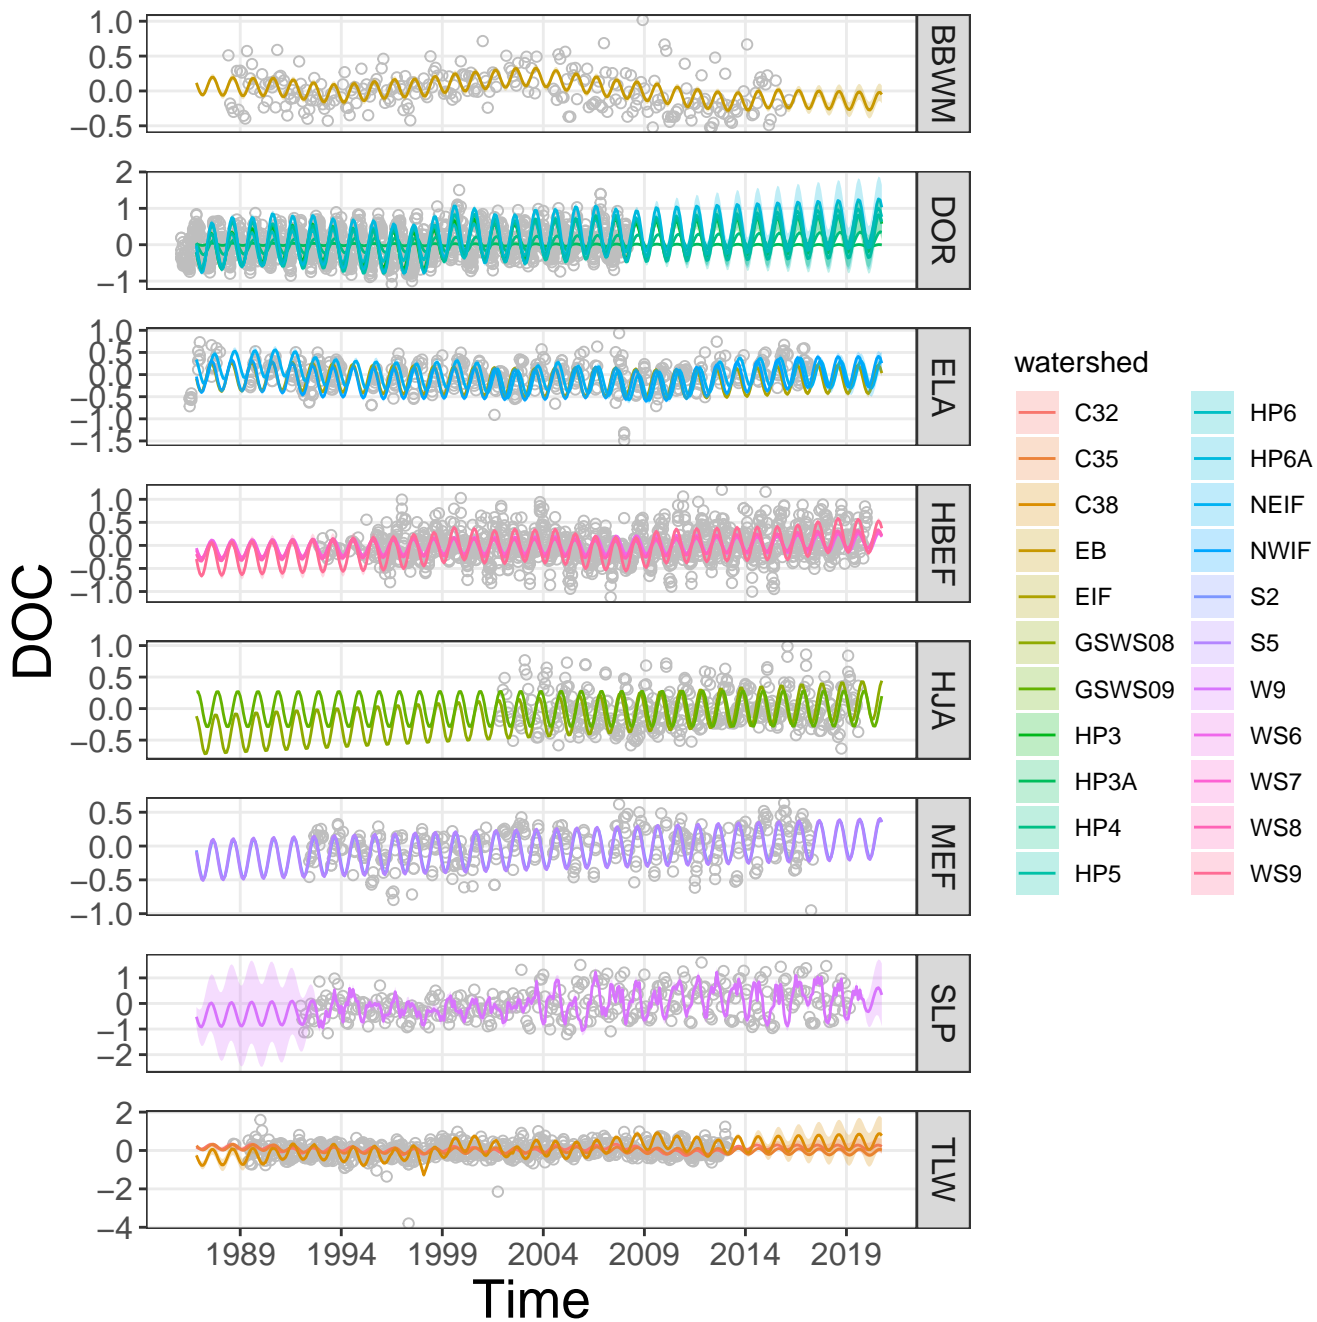 DOC
1.0
0.5
0.0
−0.5
BBWM
2
1
0
−1
DOR
1.0
0.5
0.0
−0.5
−1.0
−1.5
ELA
1.0
0.5
0.0
−0.5
−1.0
HBEF
1.0
0.5
0.0
−0.5
HJA
0.5
0.0
−0.5
−1.0
MEF
1
0
−1
−2
SLP
2
0
−2
−4
TLW
1989 1994 1999 2004 2009 2014 2019
Time
watershed
C32
C35
C38
EB
EIF
GSWS08
GSWS09
HP3
HP3A
HP4
HP5
HP6
HP6A
NEIF
NWIF
S2
S5
W9
WS6
WS7
WS8
WS9